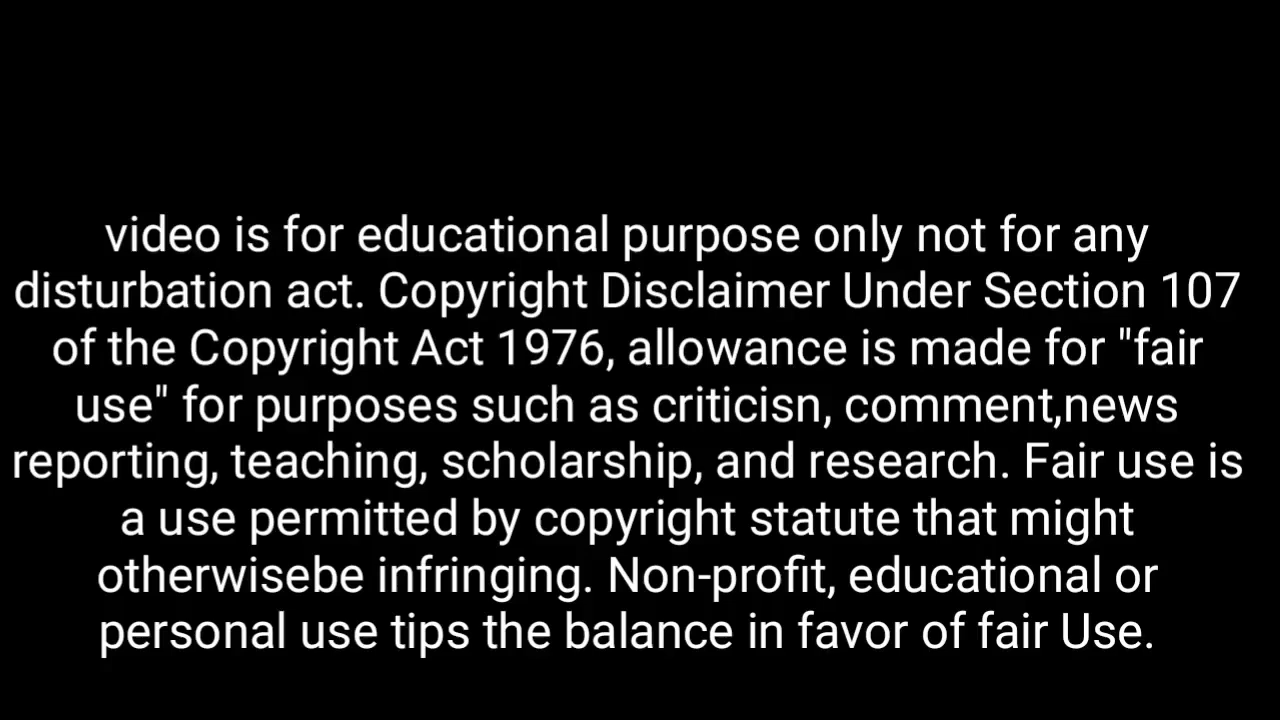 video is for educational purpose only not for any
disturbation act. Copyright Disclaimer Under Section 107
of the Copyright Act 1976, allowance is made for "fair
use" for purposes such as criticisn, comment,news
reporting, teaching, scholarship, and research. Fair use is
a use permitted by copyright statute that might
otherwisebe infringing. Non-profit, educational or
personal use tips the balance in favor of fair Use.